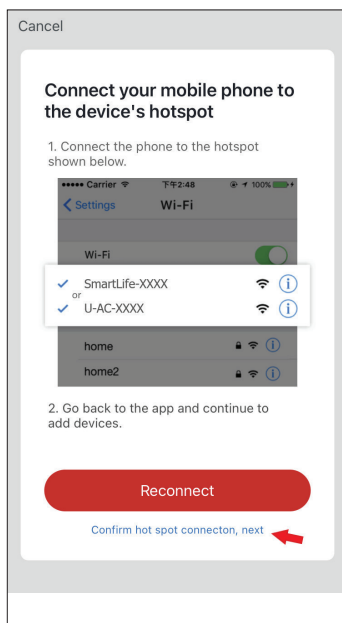 Cancel
Connect your mobile phone to
the device's hotspot
1. Connect the phone to the hotspot
shown below.
Carrier 下午2:48 100%
Settings Wi-Fi
Wi-Fi
SmartLife-XXXX
or
U-AC-XXXX
home
home2
2. Go back to the app and continue to
add devices.
Reconnect
Confirm hot spot connecton, next